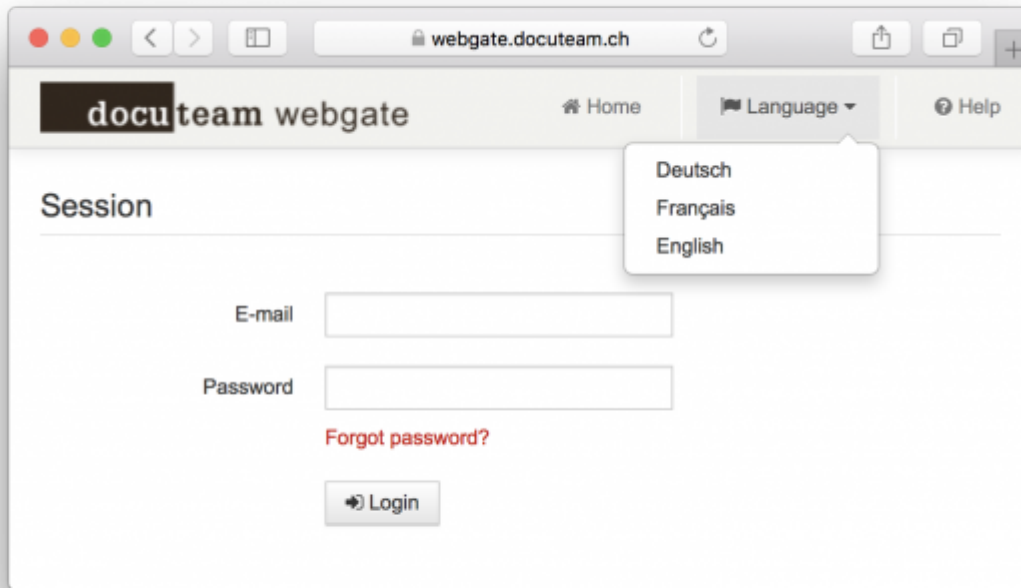 webgate.docuteam.ch
docuteam webgate
Home
Language
Help
Deutsch
Français
English
Session
E-mail
Password
Forgot password?
Login